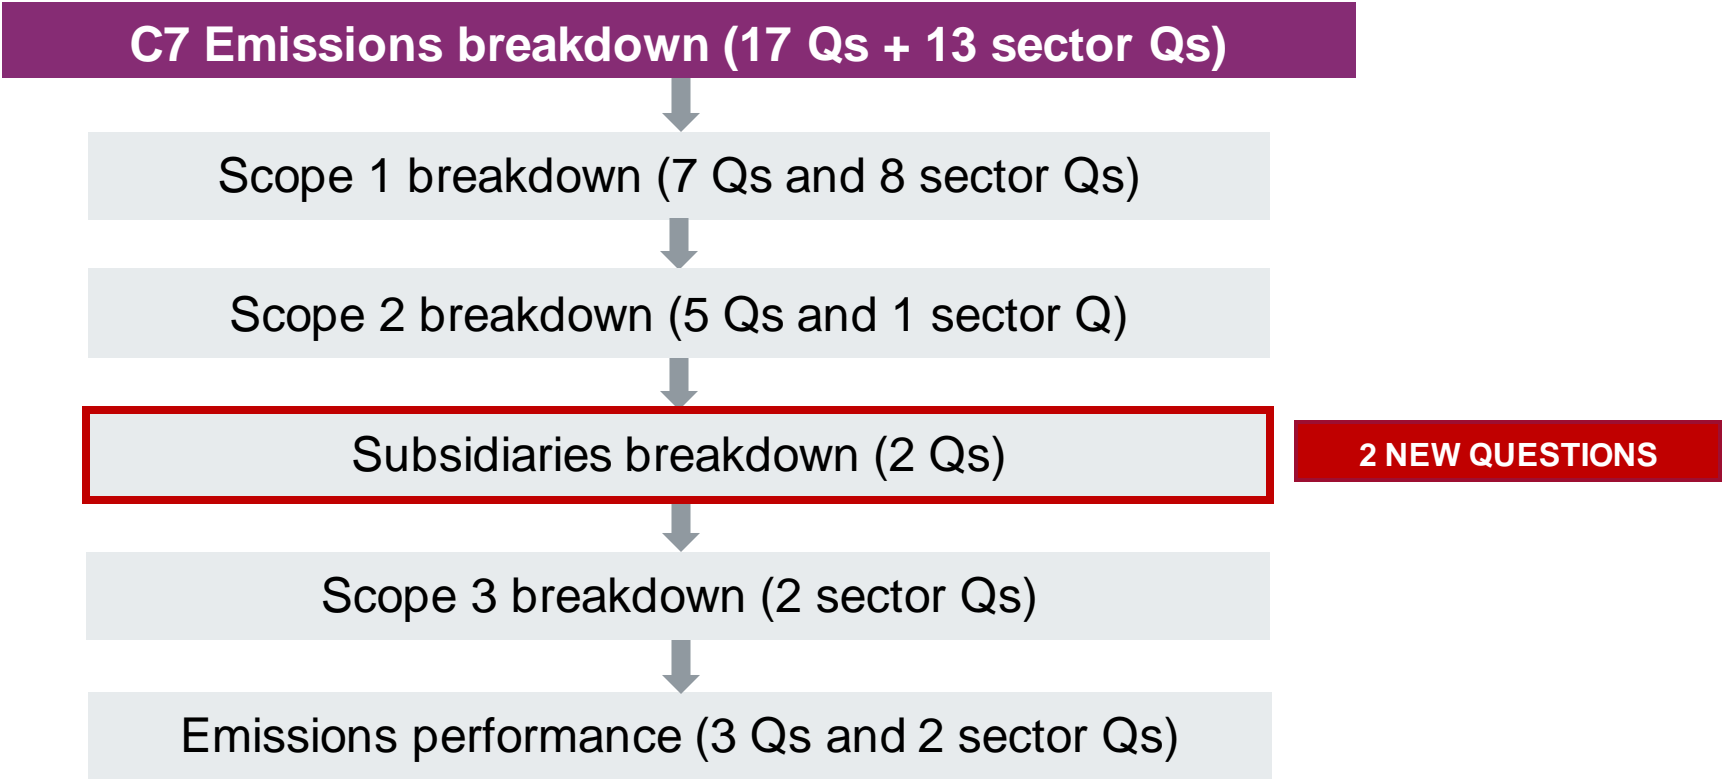 C7 Emissions breakdown (17 Qs + 13 sector Qs)
Scope 1 breakdown (7 Qs and 8 sector Qs)
Scope 2 breakdown (5 Qs and 1 sector Q)
Subsidiaries breakdown (2 Qs)
2 NEW QUESTIONS
Scope 3 breakdown (2 sector Qs)
Emissions performance (3 Qs and 2 sector Qs)